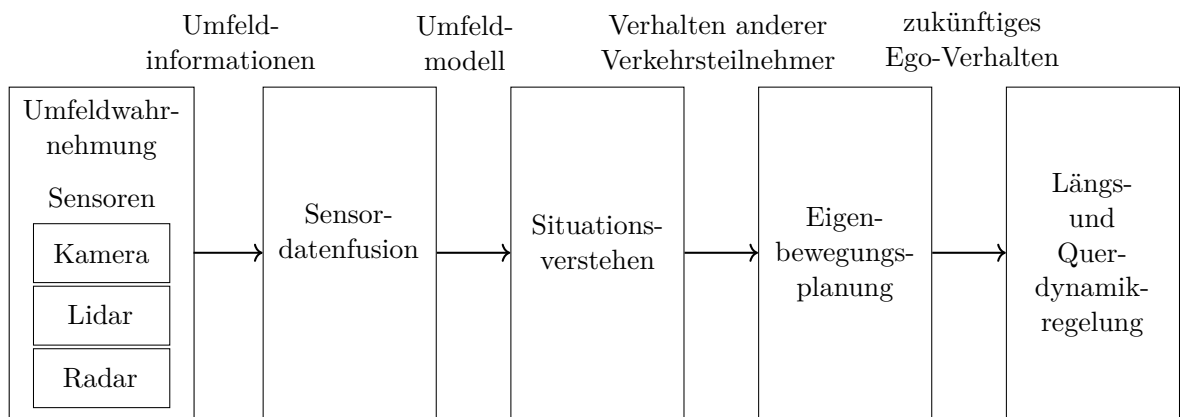 Umfeld-
informationen
Umfeld-
modell
Verhalten anderer
Verkehrsteilnehmer
zukünftiges
Ego-Verhalten
Umfeldwahr-
nehmung
Sensoren
Kamera
Lidar
Radar
Sensor-
datenfusion
Situations-
verstehen
Eigen-
bewegungs-
planung
Längs-
und
Quer-
dynamik-
regelung